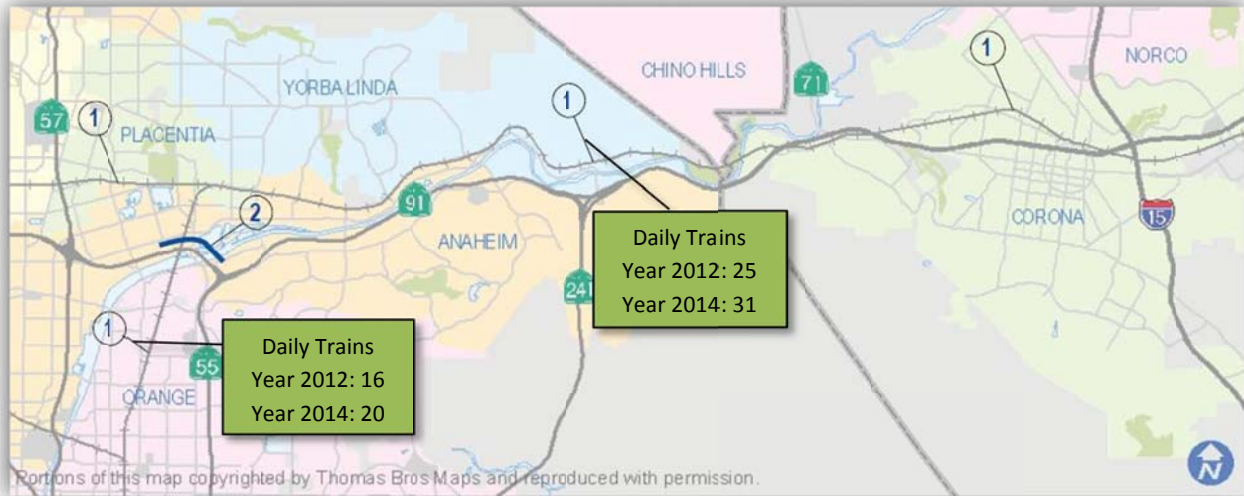 CHINO HILLS
NORCO
71
1
YORBA LINDA
1
57
1
PLACENTIA
2
91
ANAHEIM
CORONA
15
241
Daily Trains
Year 2012: 25
Year 2014: 31
1
55
ORANGE
Daily Trains
Year 2012: 16
Year 2014: 20
Portions of this map copyrighted by Thomas Bros Maps and reproduced with permission.
N